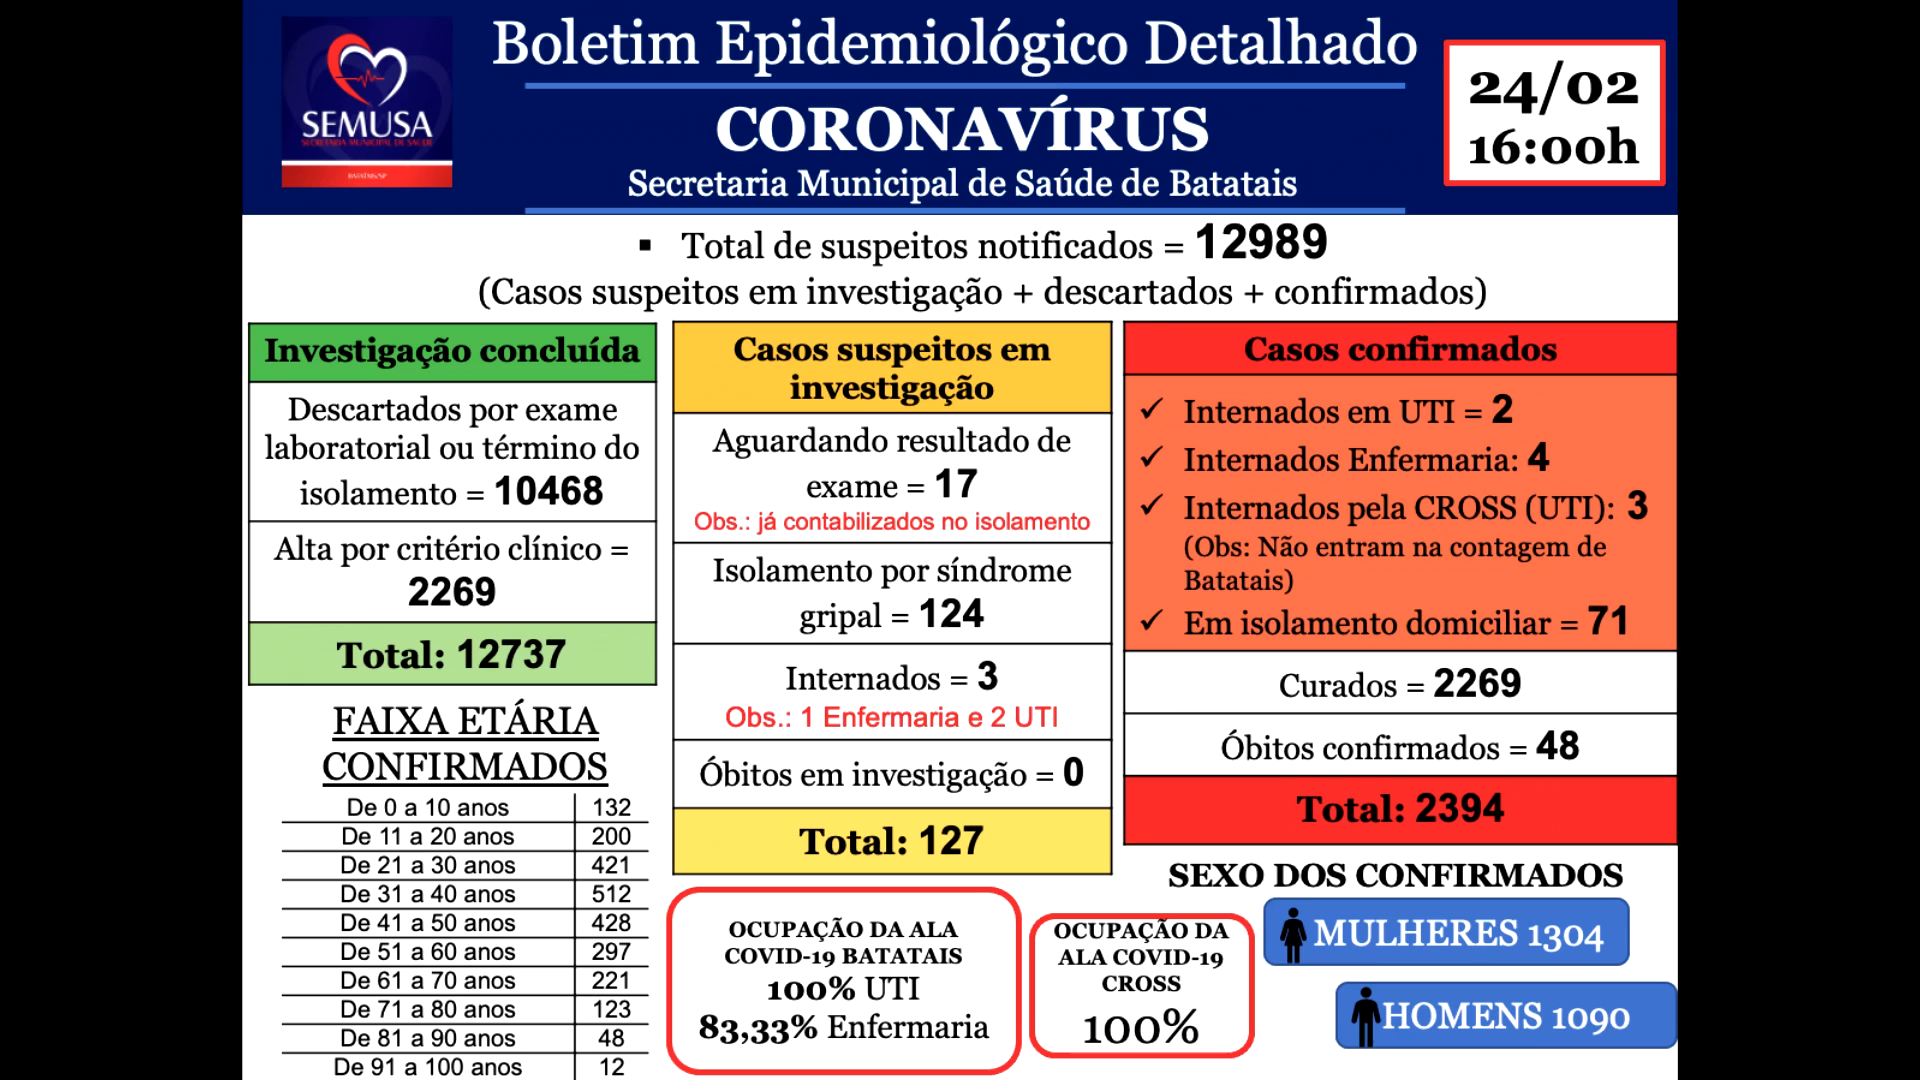 SEMUSA
SECRETARIA MUNICIPAL DE SAÚDE
BATATAIS/SP
Boletim Epidemiológico Detalhado
CORONAVÍRUS
Secretaria Municipal de Saúde de Batatais
24/02
16:00h
▪ Total de suspeitos notificados = 12989
(Casos suspeitos em investigação + descartados + confirmados)
Investigação concluída
Descartados por exame
laboratorial ou término do
isolamento = 10468
Alta por critério clínico =
2269
Total: 12737
FAIXA ETÁRIA
CONFIRMADOS
De 0 a 10 anos 132
De 11 a 20 anos 200
De 21 a 30 anos 421
De 31 a 40 anos 512
De 41 a 50 anos 428
De 51 a 60 anos 297
De 61 a 70 anos 221
De 71 a 80 anos 123
De 81 a 90 anos 48
De 91 a 100 anos 12
Casos suspeitos em
investigação
Aguardando resultado de
exame = 17
Obs.: já contabilizados no isolamento
Isolamento por síndrome
gripal = 124
Internados = 3
Obs.: 1 Enfermaria e 2 UTI
Óbitos em investigação = 0
Total: 127
OCUPAÇÃO DA ALA
COVID-19 BATATAIS
100% UTI
83,33% Enfermaria
OCUPAÇÃO DA
ALA COVID-19
CROSS
100%
Casos confirmados
✓ Internados em UTI = 2
✓ Internados Enfermaria: 4
✓ Internados pela CROSS (UTI): 3
(Obs: Não entram na contagem de
Batatais)
✓ Em isolamento domiciliar = 71
Curados = 2269
Óbitos confirmados = 48
Total: 2394
SEXO DOS CONFIRMADOS
MULHERES 1304
HOMENS 1090